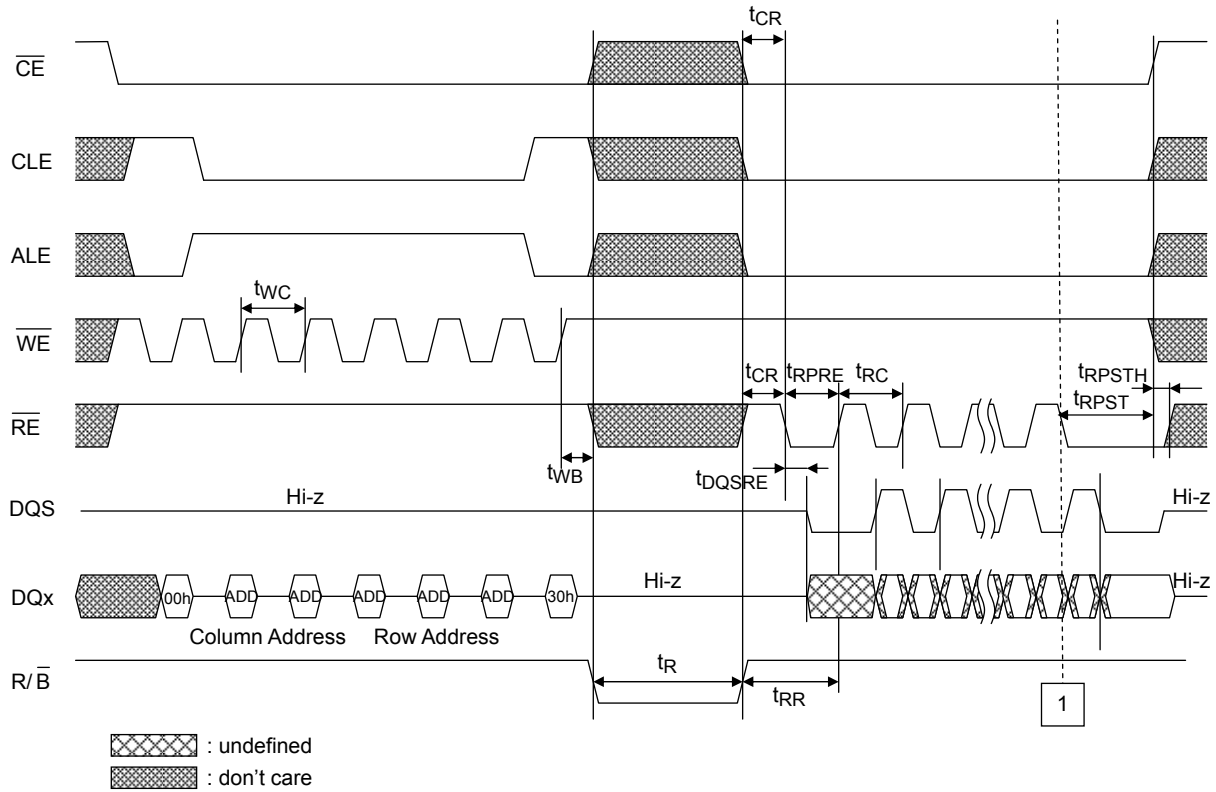 tCR
CE
CLE
ALE
tWC
WE
tCR
tRPRE
tRC
tRPSTH
tRPST
RE
tWB
tDQSRE
Hi-z
DQS
Hi-z
DQx
00h
ADD
ADD
ADD
ADD
ADD
30h
Hi-z
Hi-z
Column Address
Row Address
R/B
tR
tRR
1
: undefined
: don't care